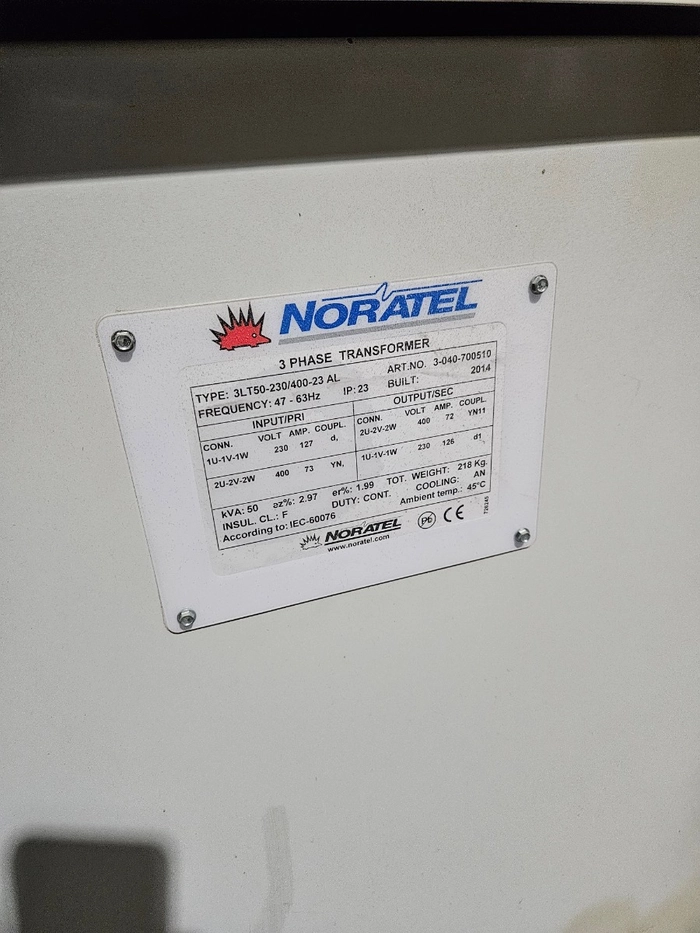 NORATEL
3 PHASE TRANSFORMER
TYPE: 3LT50-230/400-23 AL ART.NO. 3-040-700510
FREQUENCY: 47 - 63Hz IP: 23 BUILT: 2014
INPUT/PRI OUTPUT/SEC
CONN. VOLT AMP. COUPL. CONN. VOLT AMP. COUPL.
1U-1V-1W 230 127 d, 2U-2V-2W 400 72 YN11
2U-2V-2W 400 73 YN, 1U-1V-1W 230 126 d1
kVA: 50 ez%: 2.97 er%: 1.99 TOT. WEIGHT: 218 Kg.
INSUL. CL.: F DUTY: CONT. COOLING: AN
According to: IEC-60076 Ambient temp.: 45°C
NORATEL Pb CE
www.noratel.com
726345